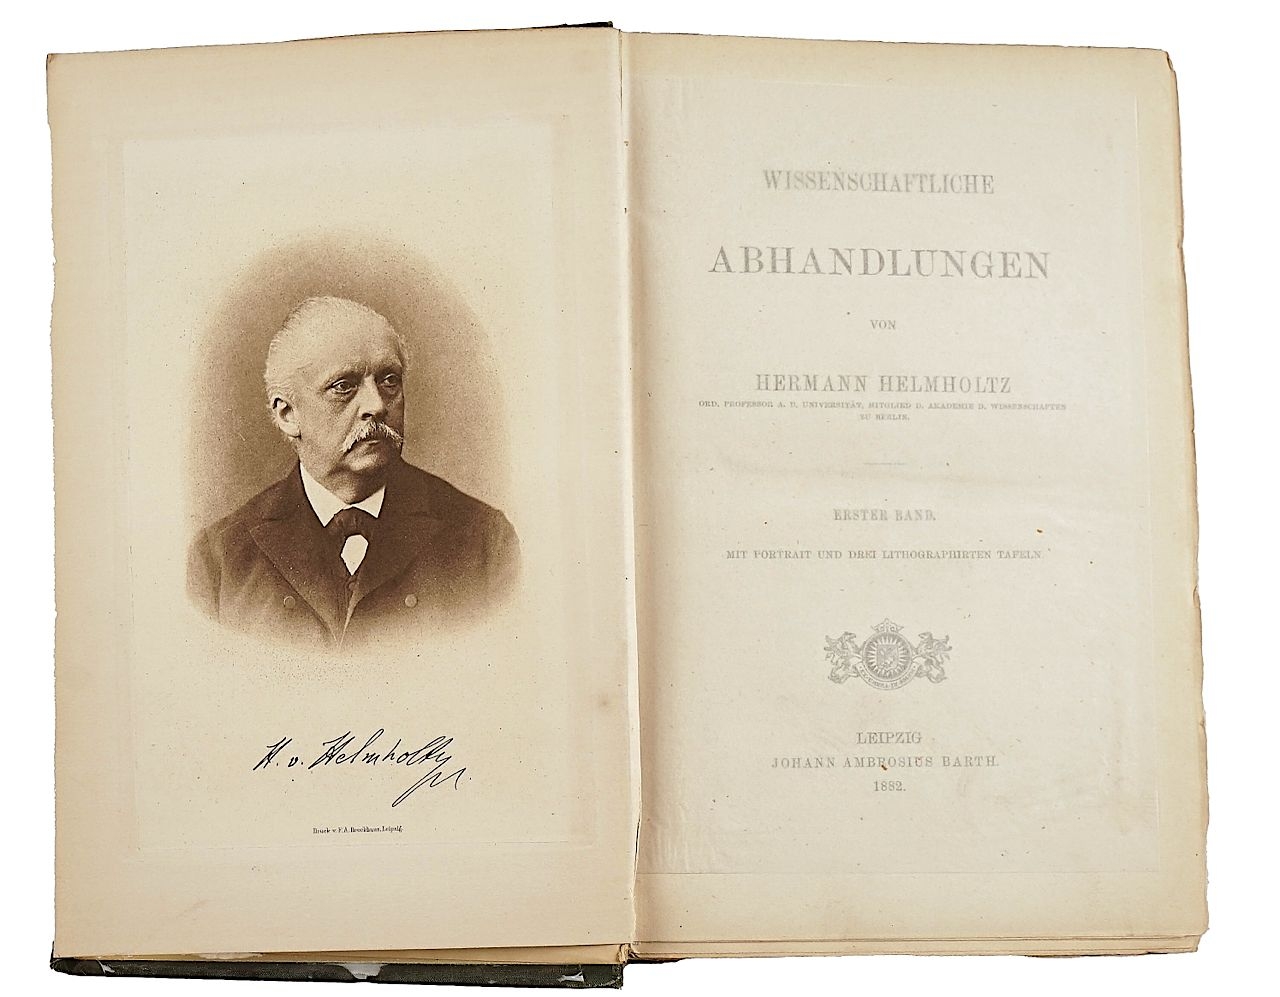 H. v. Helmholtz
Druck v. F. A. Brockhaus, Leipzig.
WISSENSCHAFTLICHE
ABHANDLUNGEN
VON
HERMANN HELMHOLTZ
ORD. PROFESSOR A. D. UNIVERSITÄT, MITGLIED D. AKADEMIE D. WISSENSCHAFTEN
ZU BERLIN.
ERSTER BAND.
MIT PORTRAIT UND DREI LITHOGRAPHIRTEN TAFELN.
LEIPZIG
JOHANN AMBROSIUS BARTH.
1882.